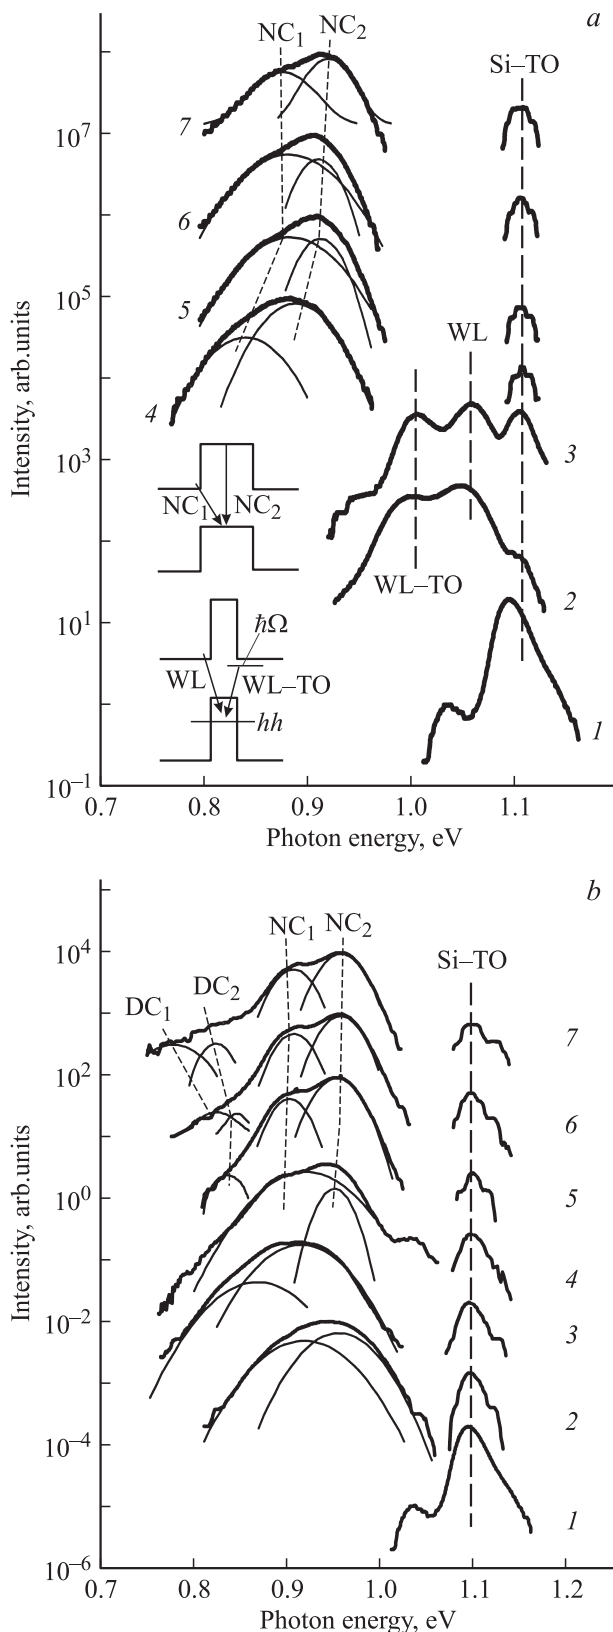 a
NC1 NC2
Si–TO
7
10^7
6
5
10^5
WL
4
3
10^3
NC1 NC2
WL–TO
2
ħΩ
10^1
WL WL–TO
hh
1
10^−1
0.7 0.8 0.9 1.0 1.1
Photon energy, eV
Intensity, arb.units
b
NC1 NC2
10^4
Si–TO
DC1 DC2
7
10^2
6
5
10^0
4
3
10^−2
2
10^−4
1
10^−6
0.7 0.8 0.9 1.0 1.1 1.2
Photon energy, eV
Intensity, arb.units